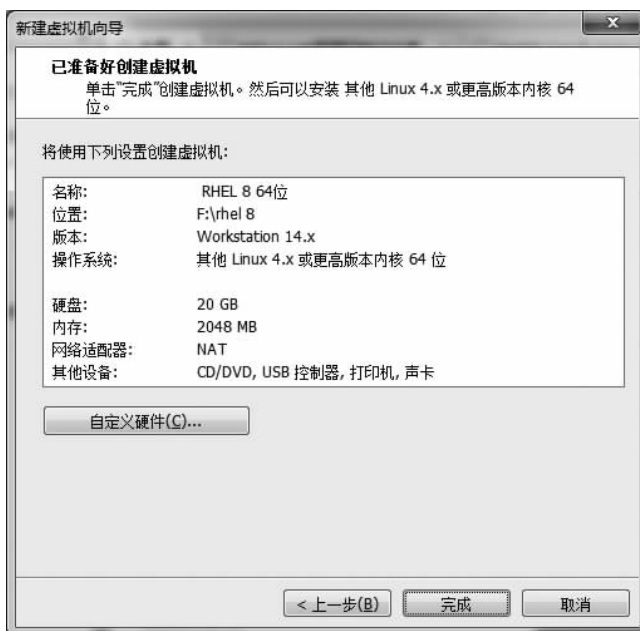 新建虚拟机向导
x
已准备好创建虚拟机
单击"完成"创建虚拟机。然后可以安装 其他 Linux 4.x 或更高版本内核 64
位。
将使用下列设置创建虚拟机:
名称: RHEL 8 64位
位置: F:\rhel 8
版本: Workstation 14.x
操作系统: 其他 Linux 4.x 或更高版本内核 64 位
硬盘: 20 GB
内存: 2048 MB
网络适配器: NAT
其他设备: CD/DVD, USB 控制器, 打印机, 声卡
自定义硬件(C)...
< 上一步(B) 完成 取消